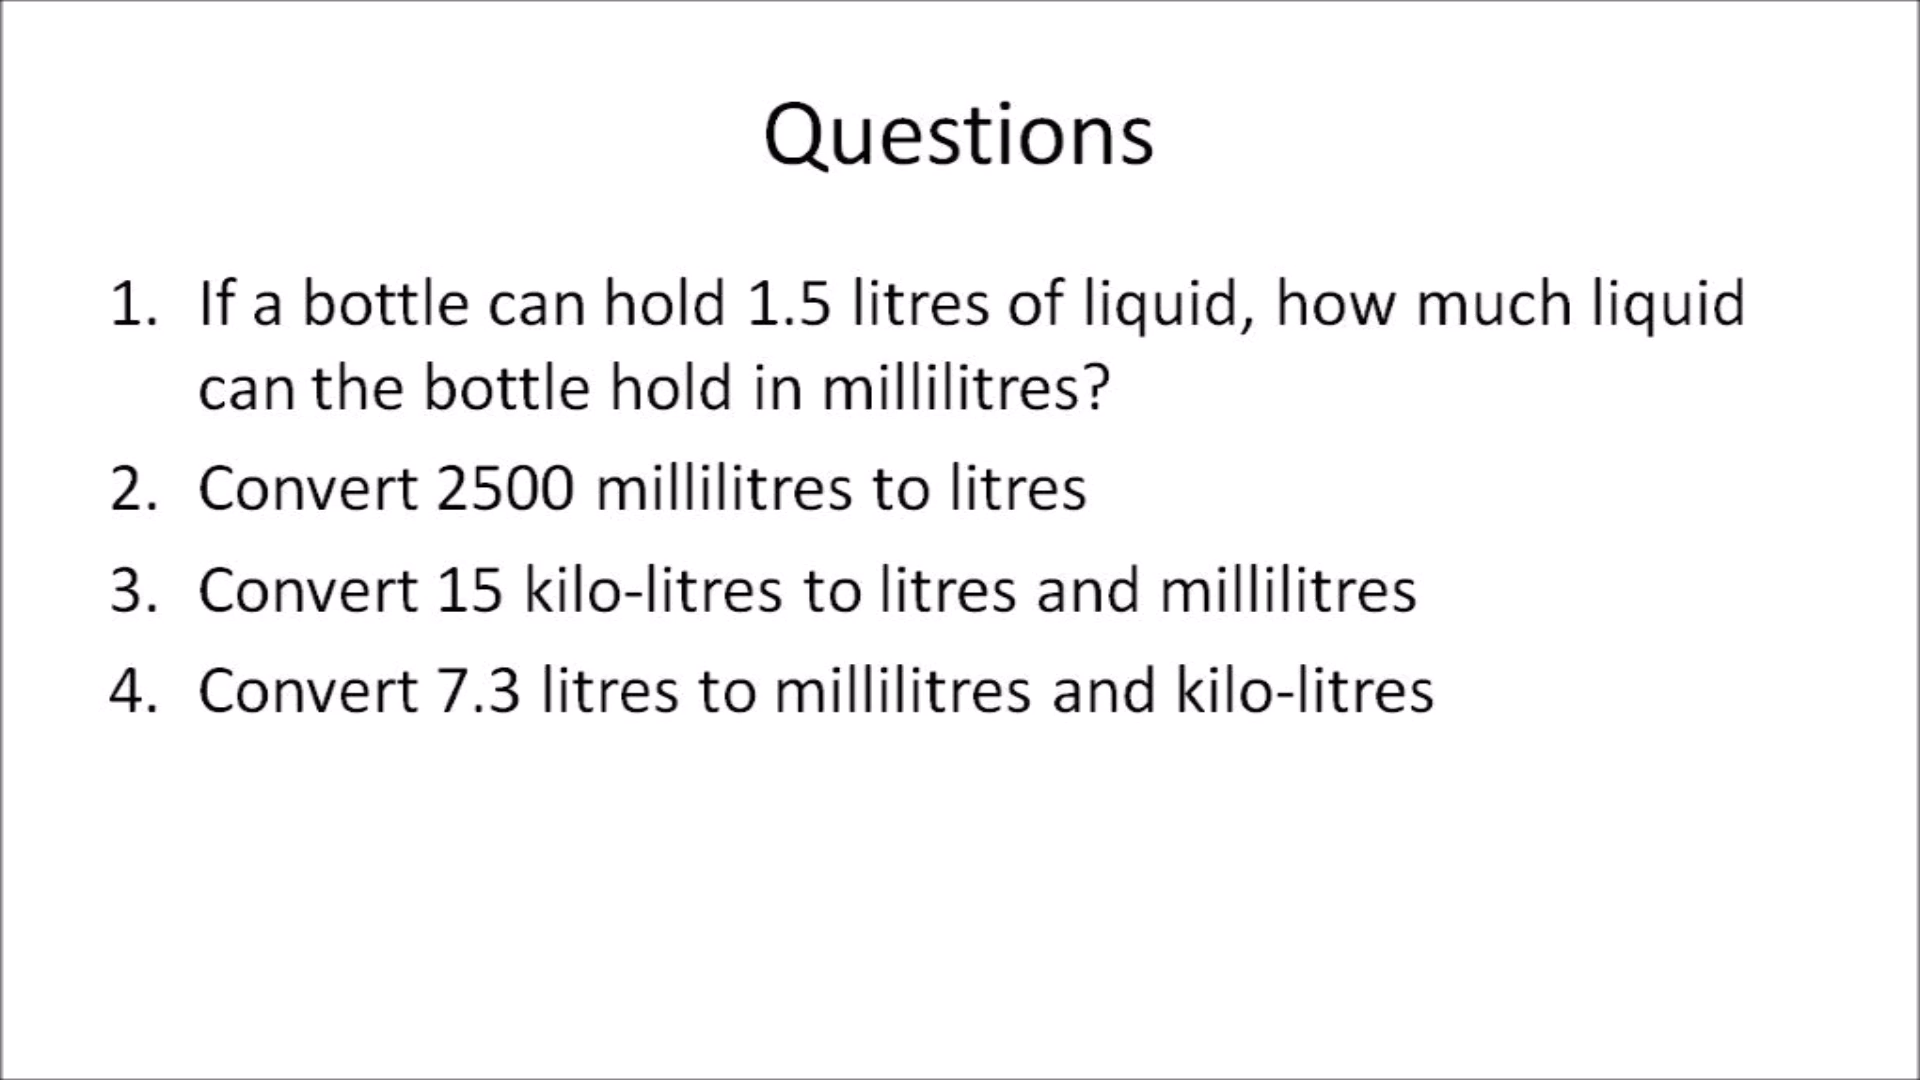 Questions
1. If a bottle can hold 1.5 litres of liquid, how much liquid
can the bottle hold in millilitres?
2. Convert 2500 millilitres to litres
3. Convert 15 kilo-litres to litres and millilitres
4. Convert 7.3 litres to millilitres and kilo-litres